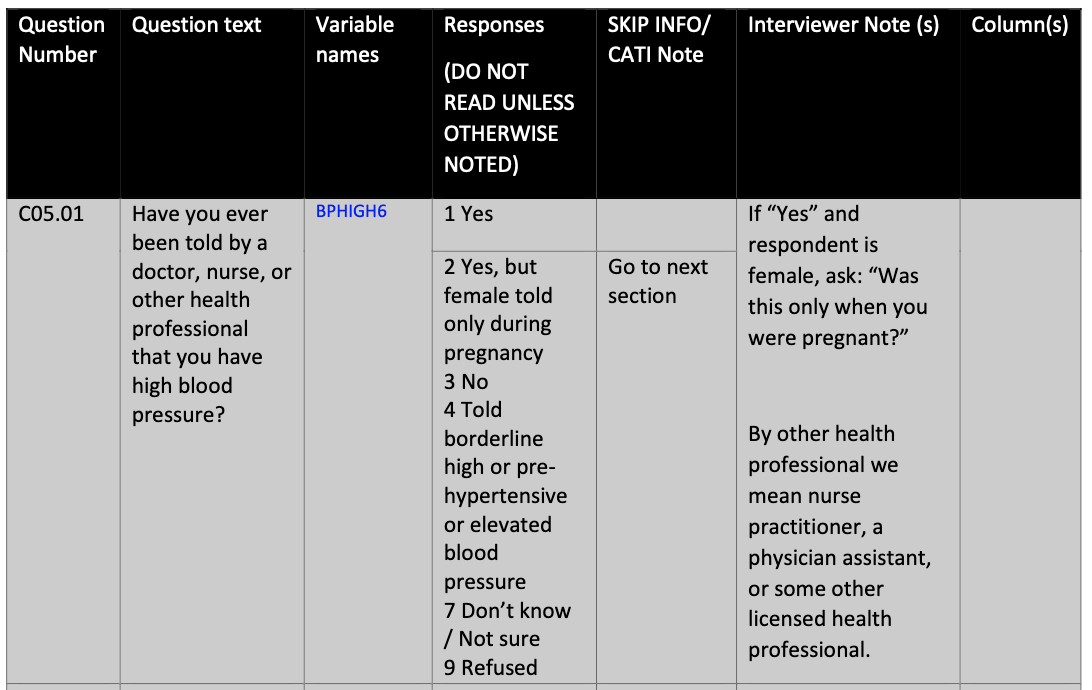 Question
Number
Question text
Variable
names
Responses
(DO NOT
READ UNLESS
OTHERWISE
NOTED)
SKIP INFO/
CATI Note
Interviewer Note (s)
Column(s)
C05.01
Have you ever
been told by a
doctor, nurse, or
other health
professional
that you have
high blood
pressure?
BPHIGH6
1 Yes
2 Yes, but
female told
only during
pregnancy
3 No
4 Told
borderline
high or pre-
hypertensive
or elevated
blood
pressure
7 Don’t know
/ Not sure
9 Refused
Go to next
section
If “Yes” and
respondent is
female, ask: “Was
this only when you
were pregnant?”
By other health
professional we
mean nurse
practitioner, a
physician assistant,
or some other
licensed health
professional.